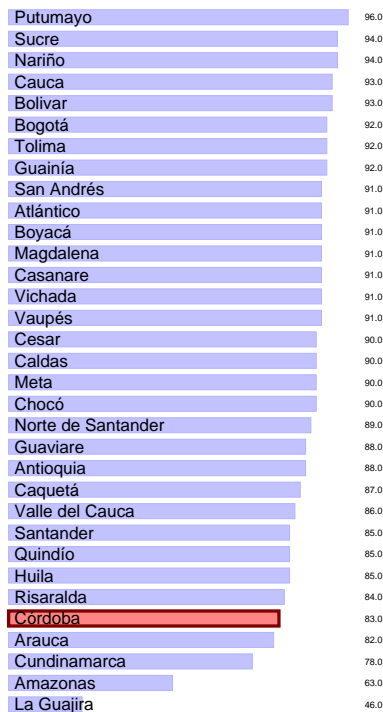 Putumayo 96.0
Sucre 94.0
Nariño 94.0
Cauca 93.0
Bolivar 93.0
Bogotá 92.0
Tolima 92.0
Guainía 92.0
San Andrés 91.0
Atlántico 91.0
Boyacá 91.0
Magdalena 91.0
Casanare 91.0
Vichada 91.0
Vaupés 91.0
Cesar 90.0
Caldas 90.0
Meta 90.0
Chocó 90.0
Norte de Santander 89.0
Guaviare 88.0
Antioquia 88.0
Caquetá 87.0
Valle del Cauca 86.0
Santander 85.0
Quindío 85.0
Huila 85.0
Risaralda 84.0
Córdoba 83.0
Arauca 82.0
Cundinamarca 78.0
Amazonas 63.0
La Guajira 46.0